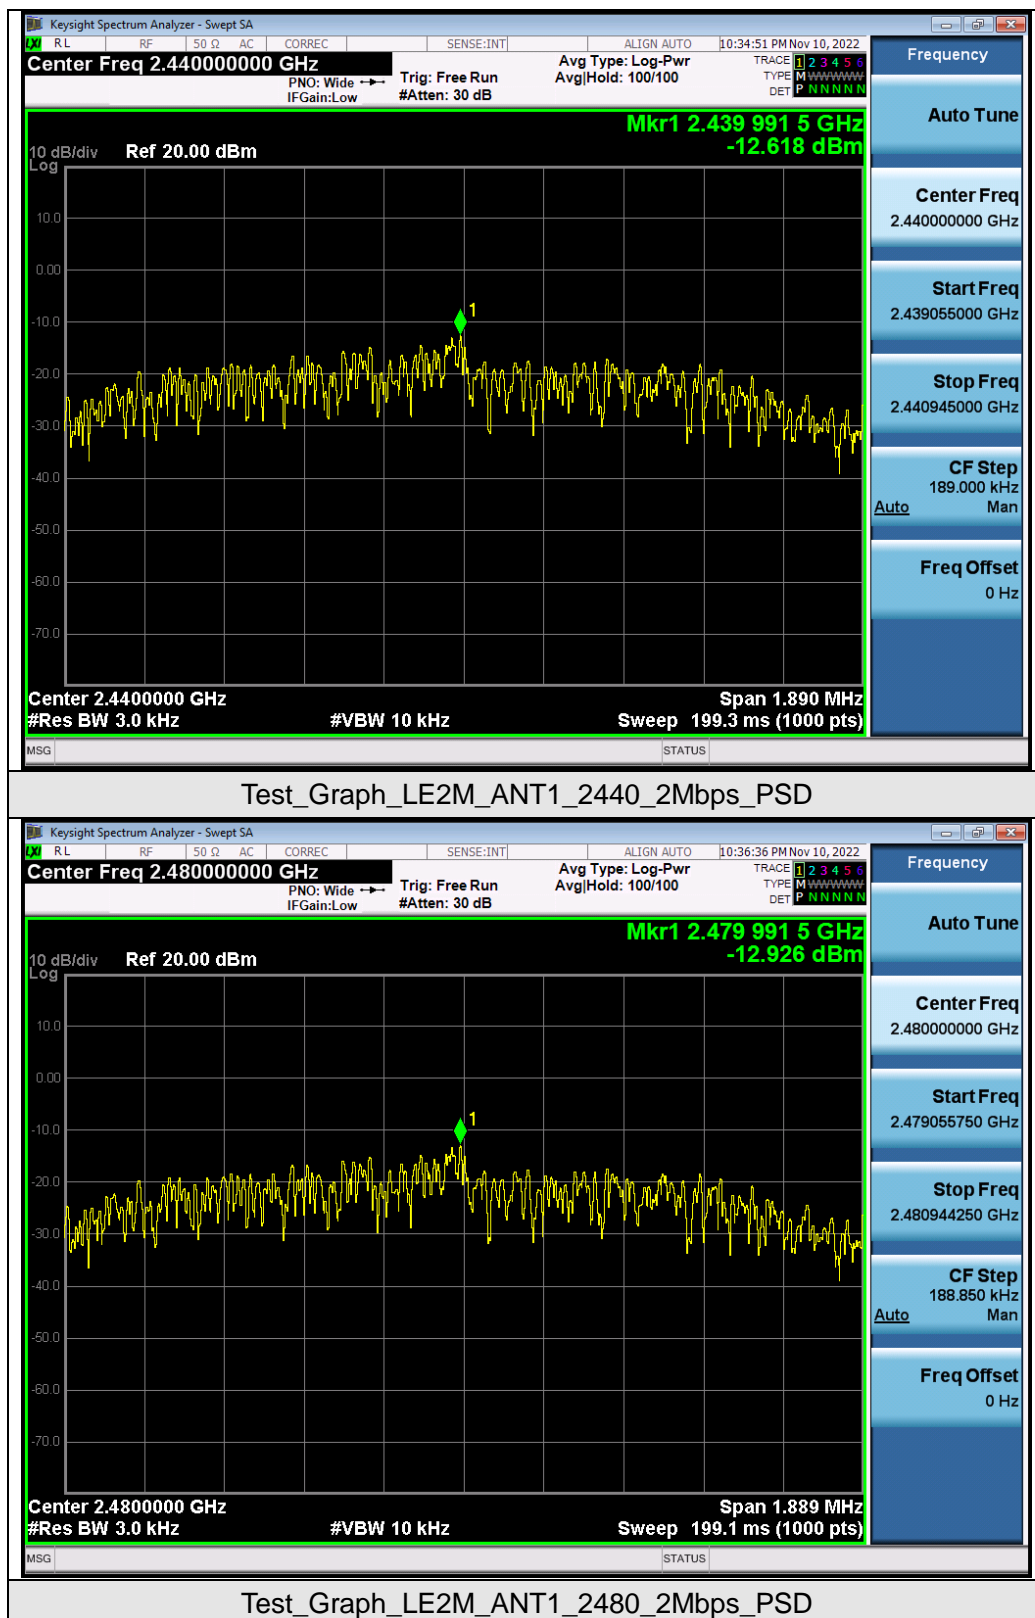 Keysight Spectrum Analyzer - Swept SA
LXI RL RF 50 Ω AC CORREC SENSE:INT ALIGN AUTO 10:34:51 PM Nov 10, 2022
Center Freq 2.440000000 GHz
PNO: Wide
IFGain:Low
Trig: Free Run
#Atten: 30 dB
Avg Type: Log-Pwr
Avg|Hold: 100/100
TRACE 1 2 3 4 5 6
TYPE M WWWWW
DET P N N N N N
Frequency
Mkr1 2.439 991 5 GHz
-12.618 dBm
10 dB/div Ref 20.00 dBm
Log
10.0
0.00
-10.0
-20.0
-30.0
-40.0
-50.0
-60.0
-70.0
1
Center 2.4400000 GHz Span 1.890 MHz
#Res BW 3.0 kHz #VBW 10 kHz Sweep 199.3 ms (1000 pts)
MSG STATUS
Auto Tune
Center Freq
2.440000000 GHz
Start Freq
2.439055000 GHz
Stop Freq
2.440945000 GHz
CF Step
189.000 kHz
Auto Man
Freq Offset
0 Hz
Test_Graph_LE2M_ANT1_2440_2Mbps_PSD
Keysight Spectrum Analyzer - Swept SA
LXI RL RF 50 Ω AC CORREC SENSE:INT ALIGN AUTO 10:36:36 PM Nov 10, 2022
Center Freq 2.480000000 GHz
PNO: Wide
IFGain:Low
Trig: Free Run
#Atten: 30 dB
Avg Type: Log-Pwr
Avg|Hold: 100/100
TRACE 1 2 3 4 5 6
TYPE M WWWWW
DET P N N N N N
Frequency
Mkr1 2.479 991 5 GHz
-12.926 dBm
10 dB/div Ref 20.00 dBm
Log
10.0
0.00
-10.0
-20.0
-30.0
-40.0
-50.0
-60.0
-70.0
1
Center 2.4800000 GHz Span 1.889 MHz
#Res BW 3.0 kHz #VBW 10 kHz Sweep 199.1 ms (1000 pts)
MSG STATUS
Auto Tune
Center Freq
2.480000000 GHz
Start Freq
2.479055750 GHz
Stop Freq
2.480944250 GHz
CF Step
188.850 kHz
Auto Man
Freq Offset
0 Hz
Test_Graph_LE2M_ANT1_2480_2Mbps_PSD